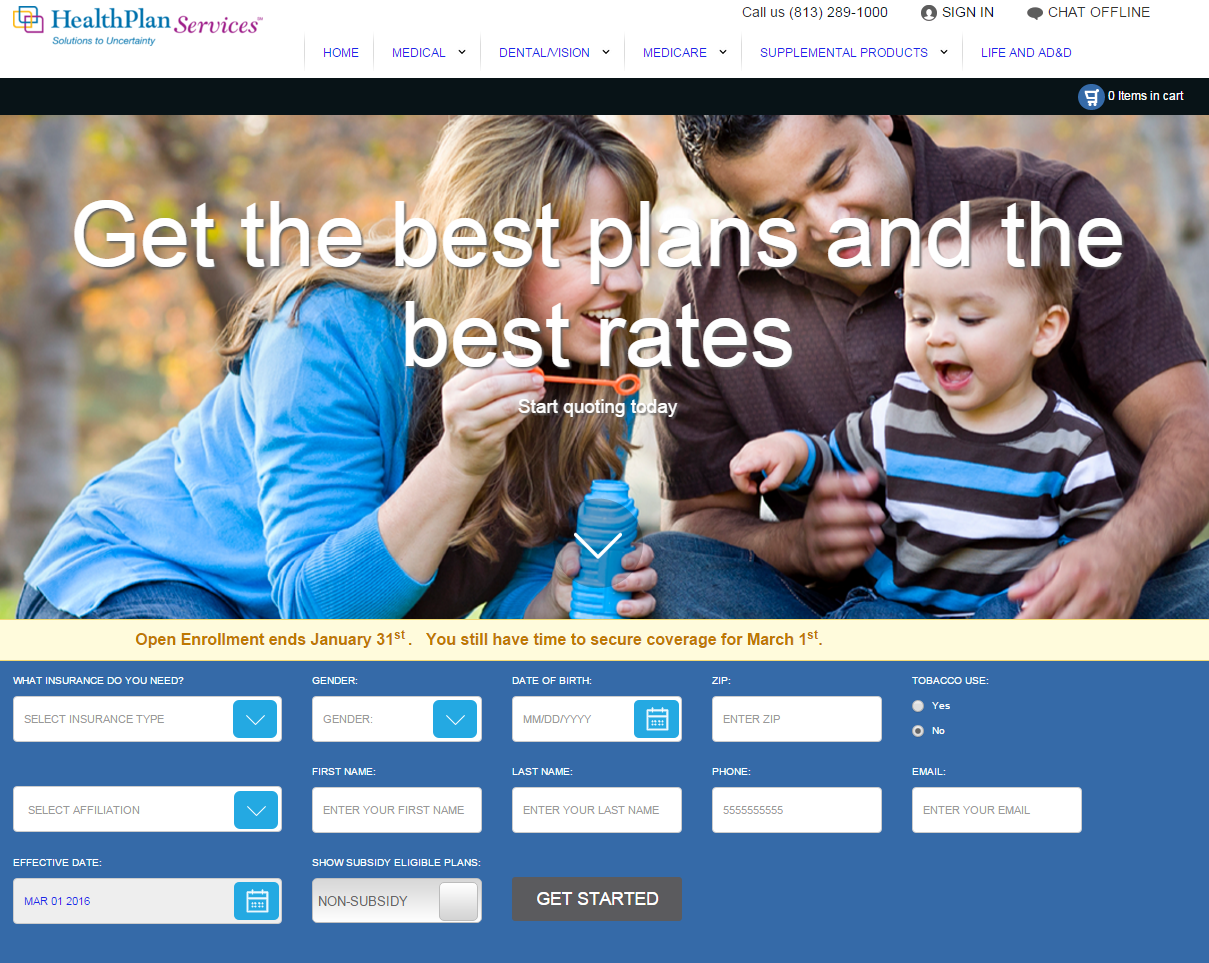 HealthPlan Services™
Solutions to Uncertainty
Call us (813) 289-1000
SIGN IN
CHAT OFFLINE
HOME
MEDICAL
DENTAL/VISION
MEDICARE
SUPPLEMENTAL PRODUCTS
LIFE AND AD&D
0 Items in cart
Get the best plans and the
best rates
Start quoting today
Open Enrollment ends January 31st. You still have time to secure coverage for March 1st.
WHAT INSURANCE DO YOU NEED?
GENDER:
DATE OF BIRTH:
ZIP:
TOBACCO USE:
SELECT INSURANCE TYPE
GENDER:
MM/DD/YYYY
ENTER ZIP
Yes
No
FIRST NAME:
LAST NAME:
PHONE:
EMAIL:
SELECT AFFILIATION
ENTER YOUR FIRST NAME
ENTER YOUR LAST NAME
5555555555
ENTER YOUR EMAIL
EFFECTIVE DATE:
SHOW SUBSIDY ELIGIBLE PLANS:
MAR 01 2016
NON-SUBSIDY
GET STARTED